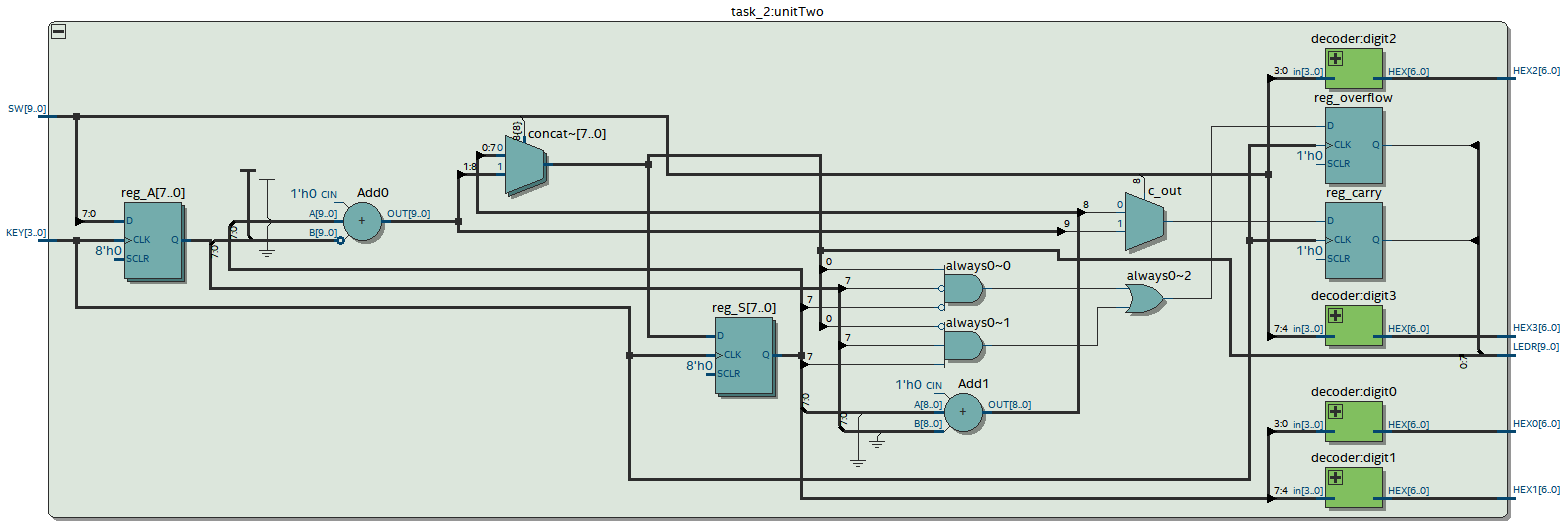 task_2:unitTwo
decoder:digit2
3:0 in[3..0] HEX[6..0] HEX2[6..0]
reg_overflow
SW[9..0]
D
CLK Q
1'h0 SCLR
8{8}
concat~[7..0]
0:7 0
1:8 1
8
c_out
8 0
9 1
reg_carry
D
CLK Q
1'h0 SCLR
reg_A[7..0]
7:0 D
KEY[3..0]
CLK Q
8'h0 SCLR
7:0
7:0
1'h0 CIN Add0
A[9..0] OUT[9..0]
+
B[9..0]
always0~0
0
7
7
always0~1
0
7
7
always0~2
decoder:digit3
7:4 in[3..0] HEX[6..0] HEX3[6..0]
LEDR[9..0]
0:7
reg_S[7..0]
D
CLK Q
8'h0 SCLR
7:0
7:0
1'h0 CIN Add1
A[8..0] OUT[8..0]
+
B[8..0]
decoder:digit0
3:0 in[3..0] HEX[6..0] HEX0[6..0]
decoder:digit1
7:4 in[3..0] HEX[6..0] HEX1[6..0]